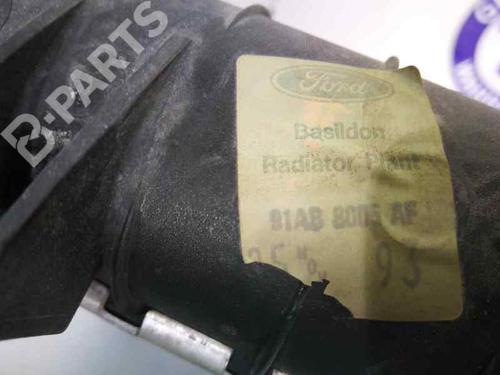 B-PARTS
Ford
Basildon
Radiator Plant
91AB 8005 AF
93